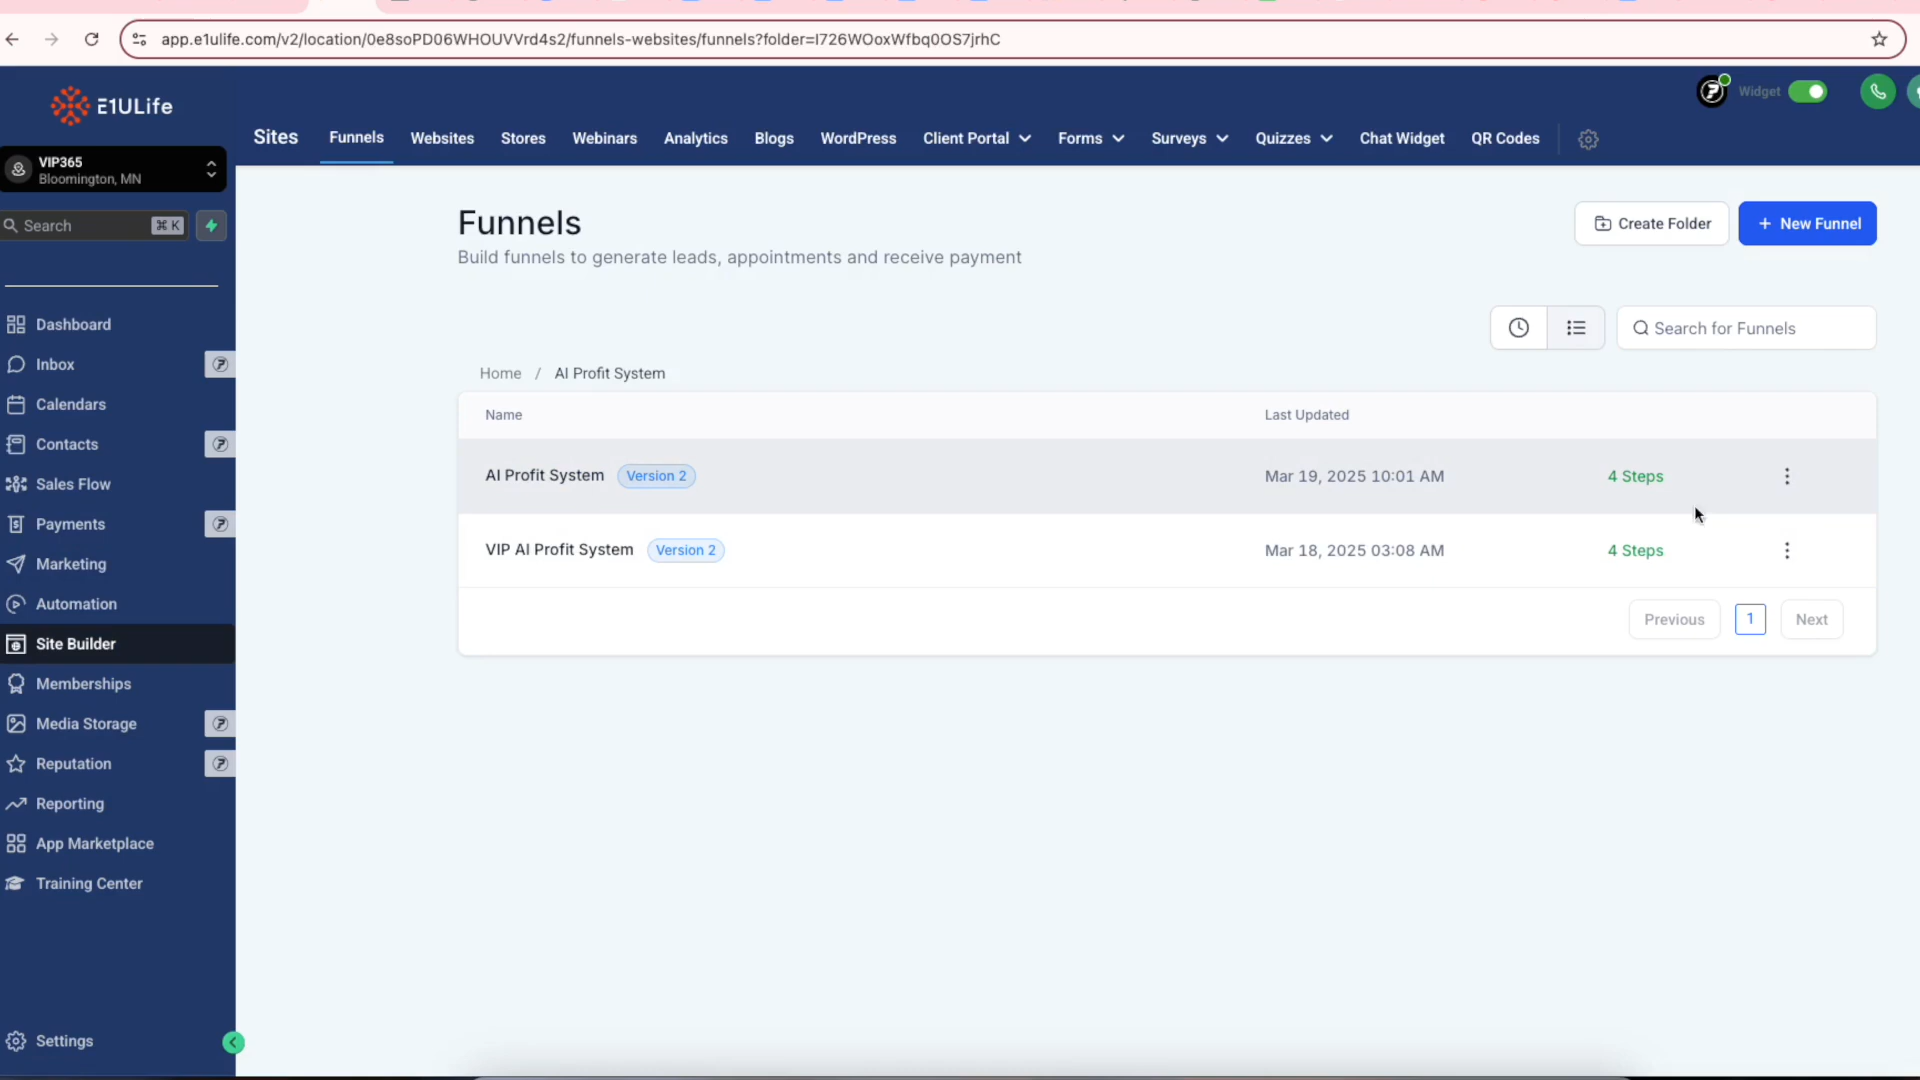 app.e1ulife.com/v2/location/0e8soPD06WHOUVVrd4s2/funnels-websites/funnels?folder=I726WOoxWfbq0OS7jrhC
E1ULife
Widget
Sites
Funnels
Websites
Stores
Webinars
Analytics
Blogs
WordPress
Client Portal
Forms
Surveys
Quizzes
Chat Widget
QR Codes
VIP365
Bloomington, MN
Search
⌘ K
Dashboard
Inbox
Calendars
Contacts
Sales Flow
Payments
Marketing
Automation
Site Builder
Memberships
Media Storage
Reputation
Reporting
App Marketplace
Training Center
Settings
Funnels
Build funnels to generate leads, appointments and receive payment
Create Folder
+ New Funnel
Search for Funnels
Home / AI Profit System
Name Last Updated
AI Profit System Version 2 Mar 19, 2025 10:01 AM 4 Steps
VIP AI Profit System Version 2 Mar 18, 2025 03:08 AM 4 Steps
Previous 1 Next